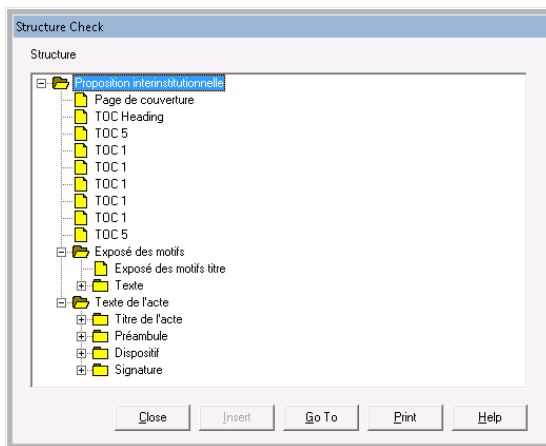 Structure Check
Structure
Proposition interinstitutionnelle
Page de couverture
TOC Heading
TOC 5
TOC 1
TOC 1
TOC 1
TOC 1
TOC 1
TOC 5
Exposé des motifs
Exposé des motifs titre
Texte
Texte de l'acte
Titre de l'acte
Préambule
Dispositif
Signature
Close Insert Go To Print Help